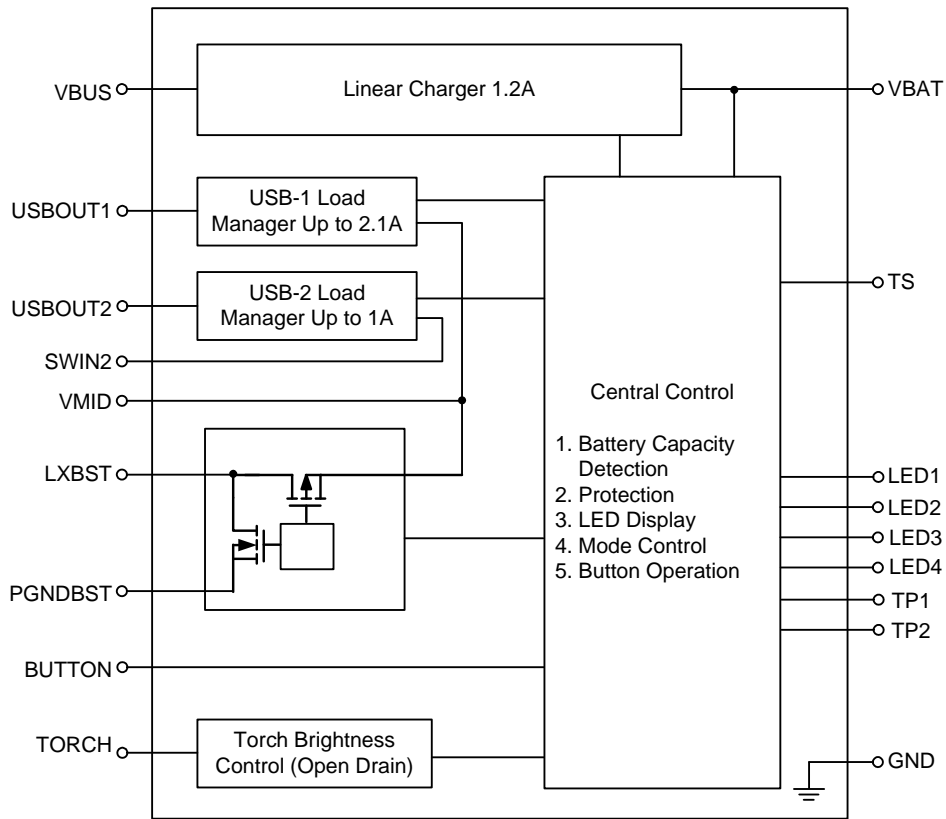 Linear Charger 1.2A
VBUS
VBAT
USB-1 Load
Manager Up to 2.1A
USBOUT1
USB-2 Load
Manager Up to 1A
USBOUT2
SWIN2
VMID
LXBST
PGNDBST
BUTTON
TORCH
Torch Brightness
Control (Open Drain)
Central Control
1. Battery Capacity
Detection
2. Protection
3. LED Display
4. Mode Control
5. Button Operation
TS
LED1
LED2
LED3
LED4
TP1
TP2
GND